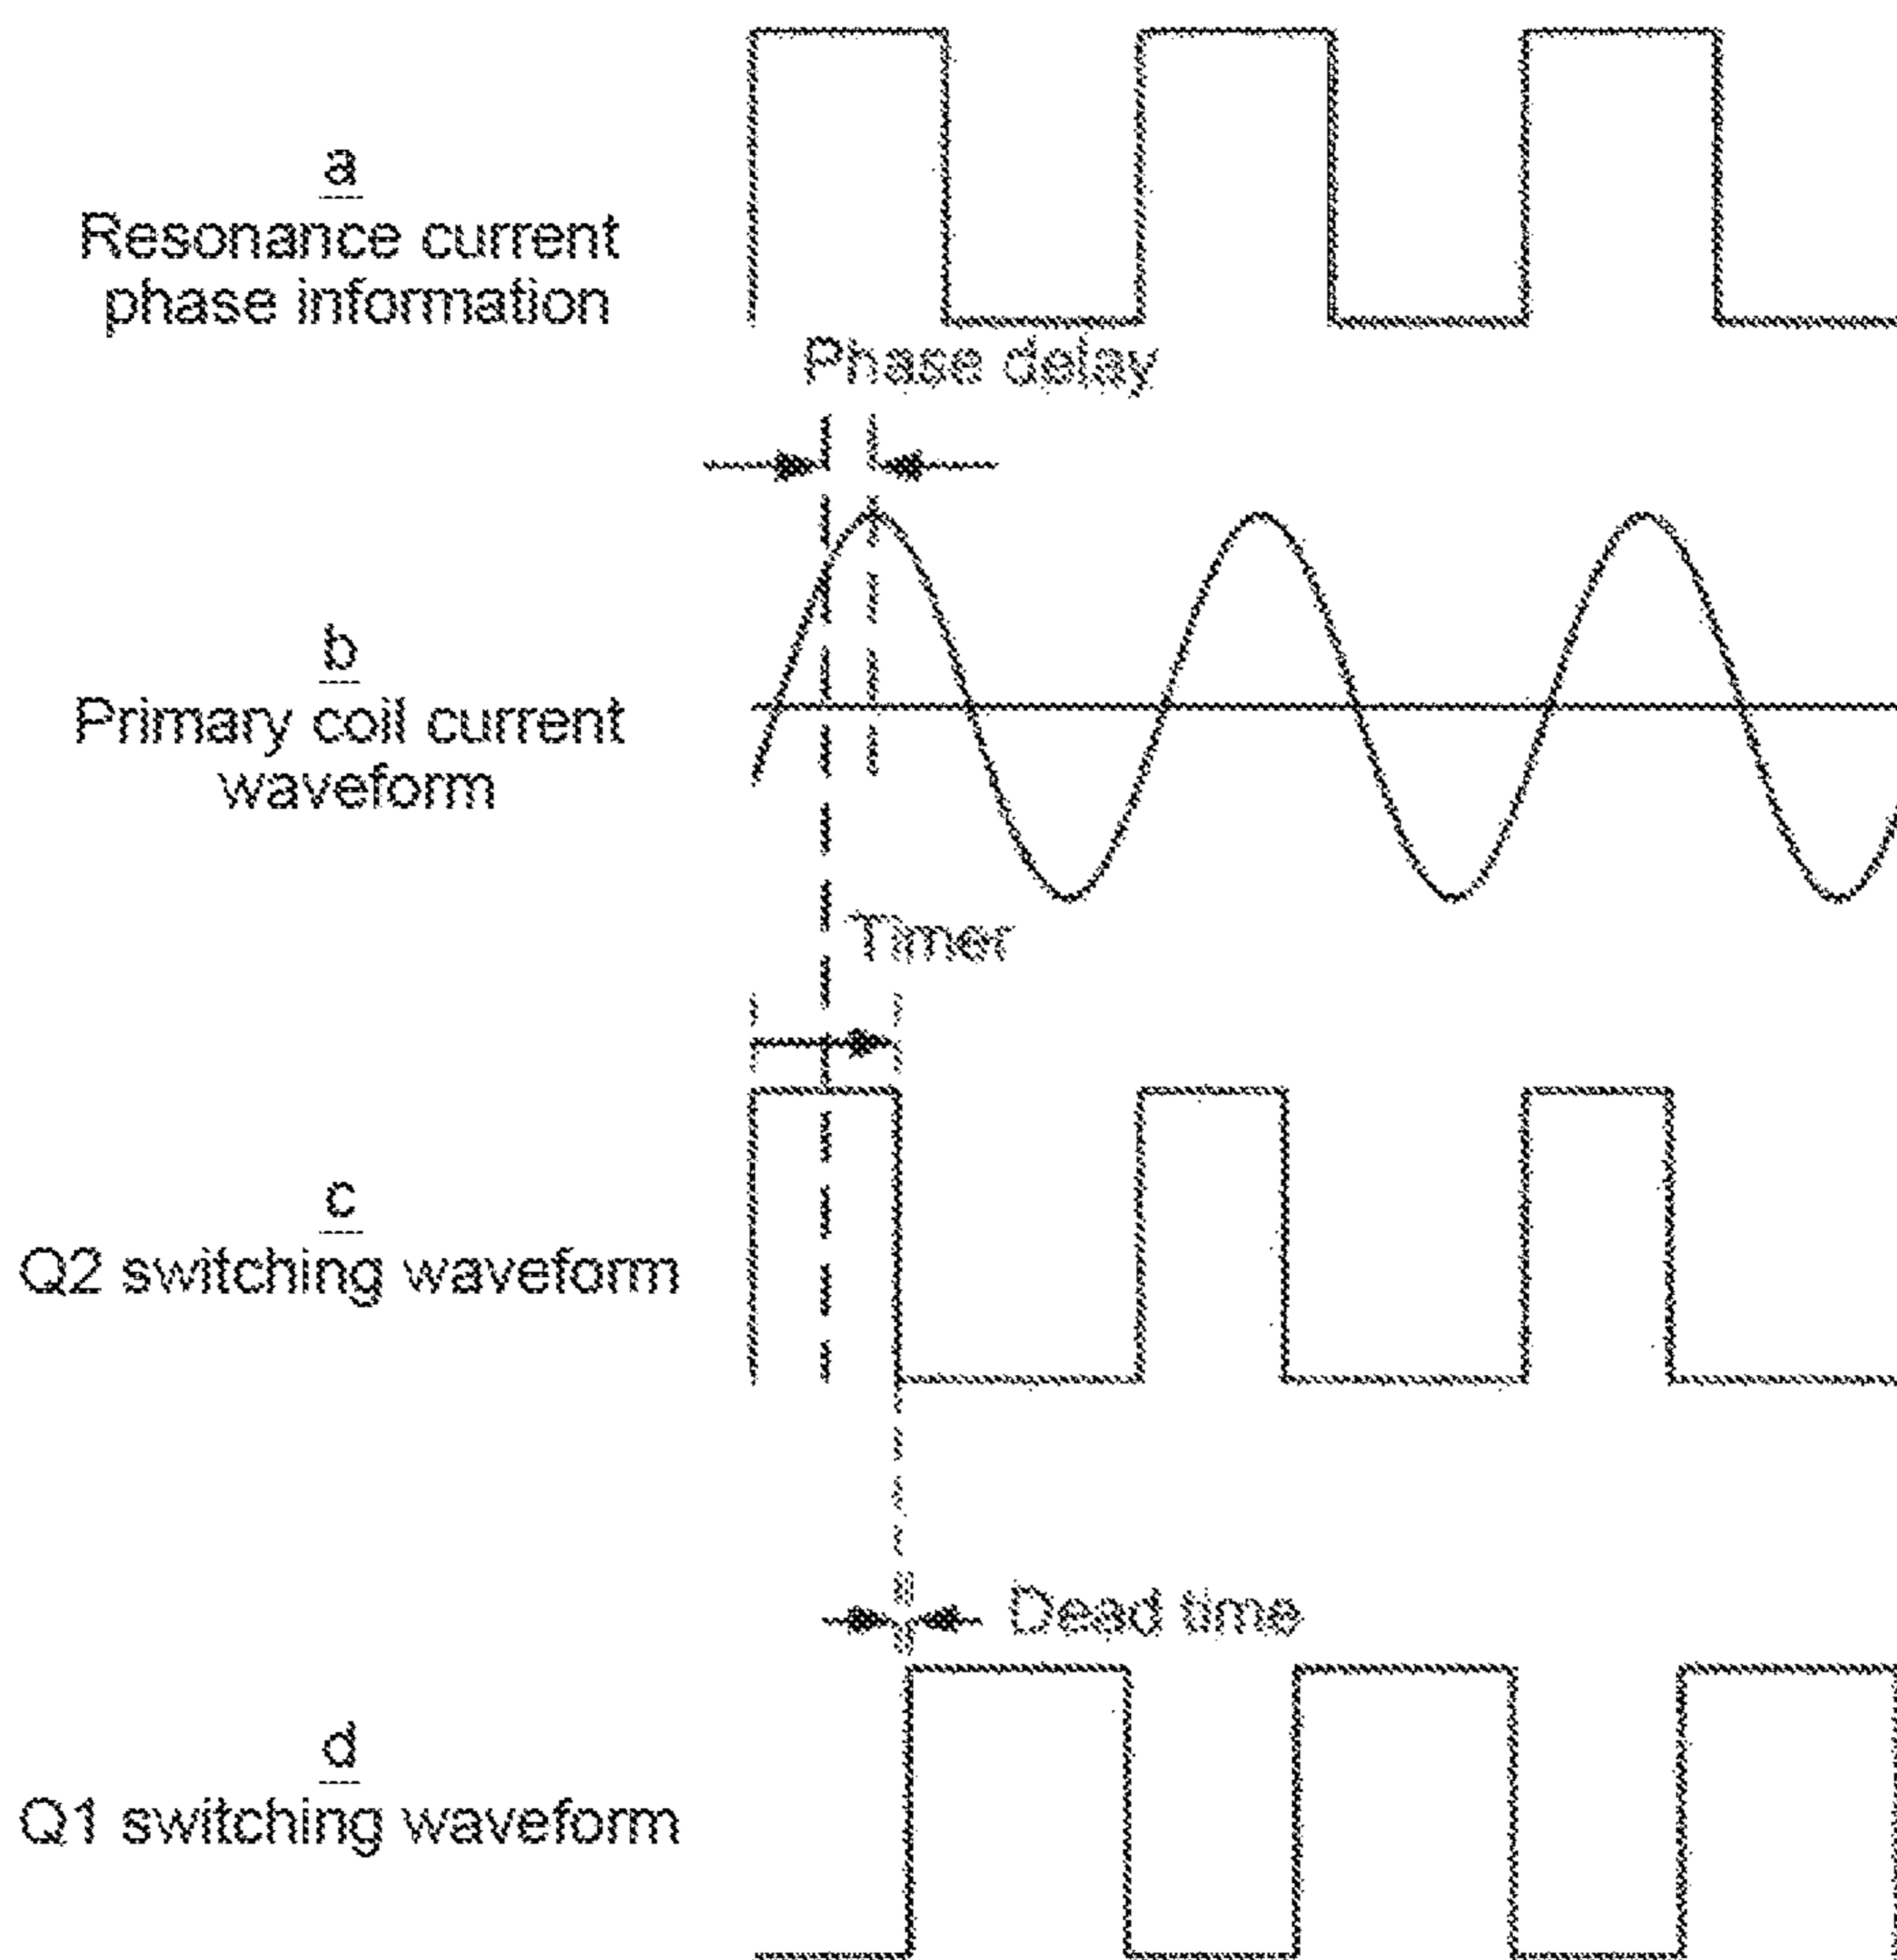 a
Resonance current
phase information
Phase delay
b
Primary coil current
waveform
Timer
c
Q2 switching waveform
Dead time
d
Q1 switching waveform